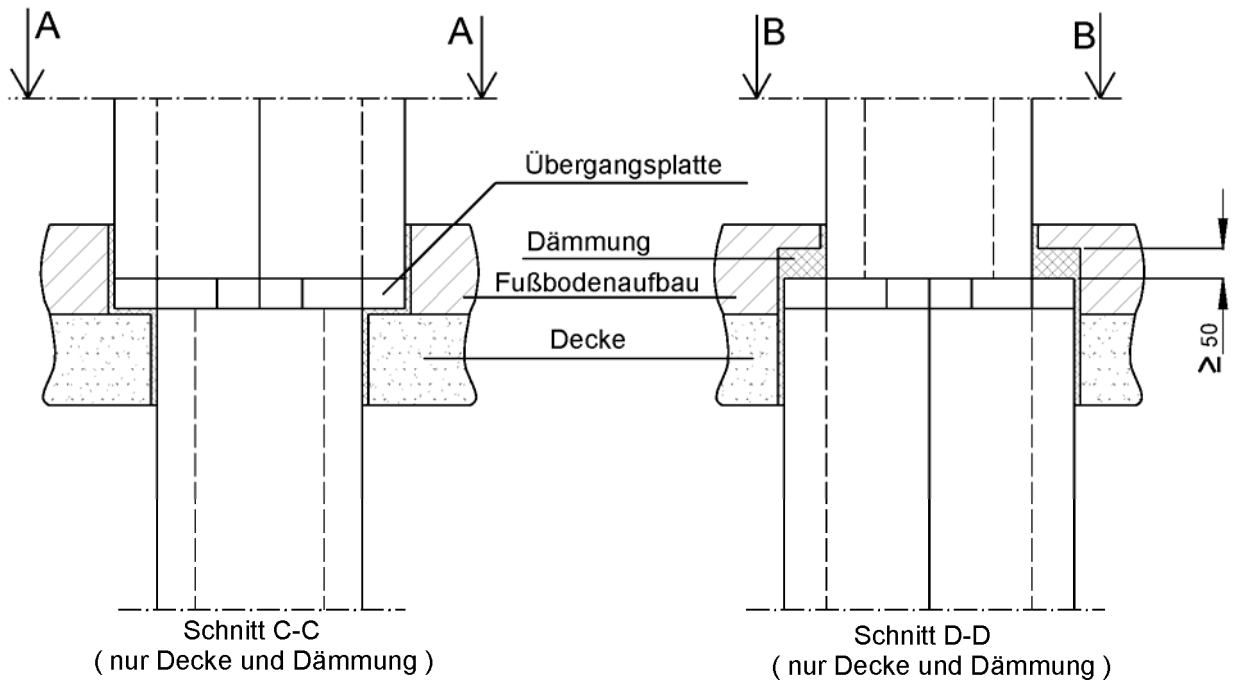 A
A
B
B
Übergangsplatte
Dämmung
Fußbodenaufbau
Decke
≥ 50
Schnitt C-C
( nur Decke und Dämmung )
Schnitt D-D
( nur Decke und Dämmung )